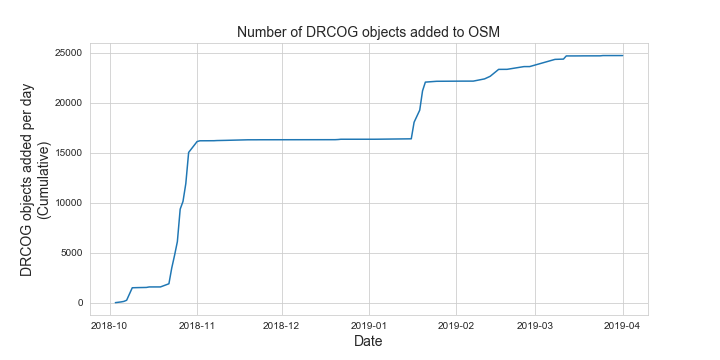 Number of DRCOG objects added to OSM
DRCOG objects added per day
(Cumulative)
25000
20000
15000
10000
5000
0
2018-10 2018-11 2018-12 2019-01 2019-02 2019-03 2019-04
Date